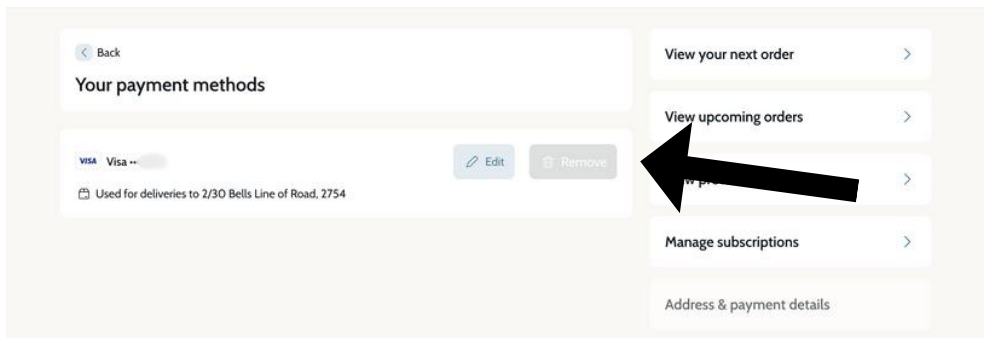 Back
Your payment methods
VISA Visa ••
Edit
Remove
Used for deliveries to 2/30 Bells Line of Road, 2754
View your next order
View upcoming orders
Manage subscriptions
Address & payment details